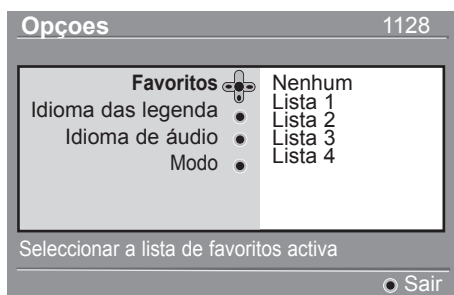 Opçoes 1128
Favoritos Nenhum
Idioma das legenda Lista 1
Lista 2
Idioma de áudio Lista 3
Modo Lista 4
Seleccionar a lista de favoritos activa
Sair